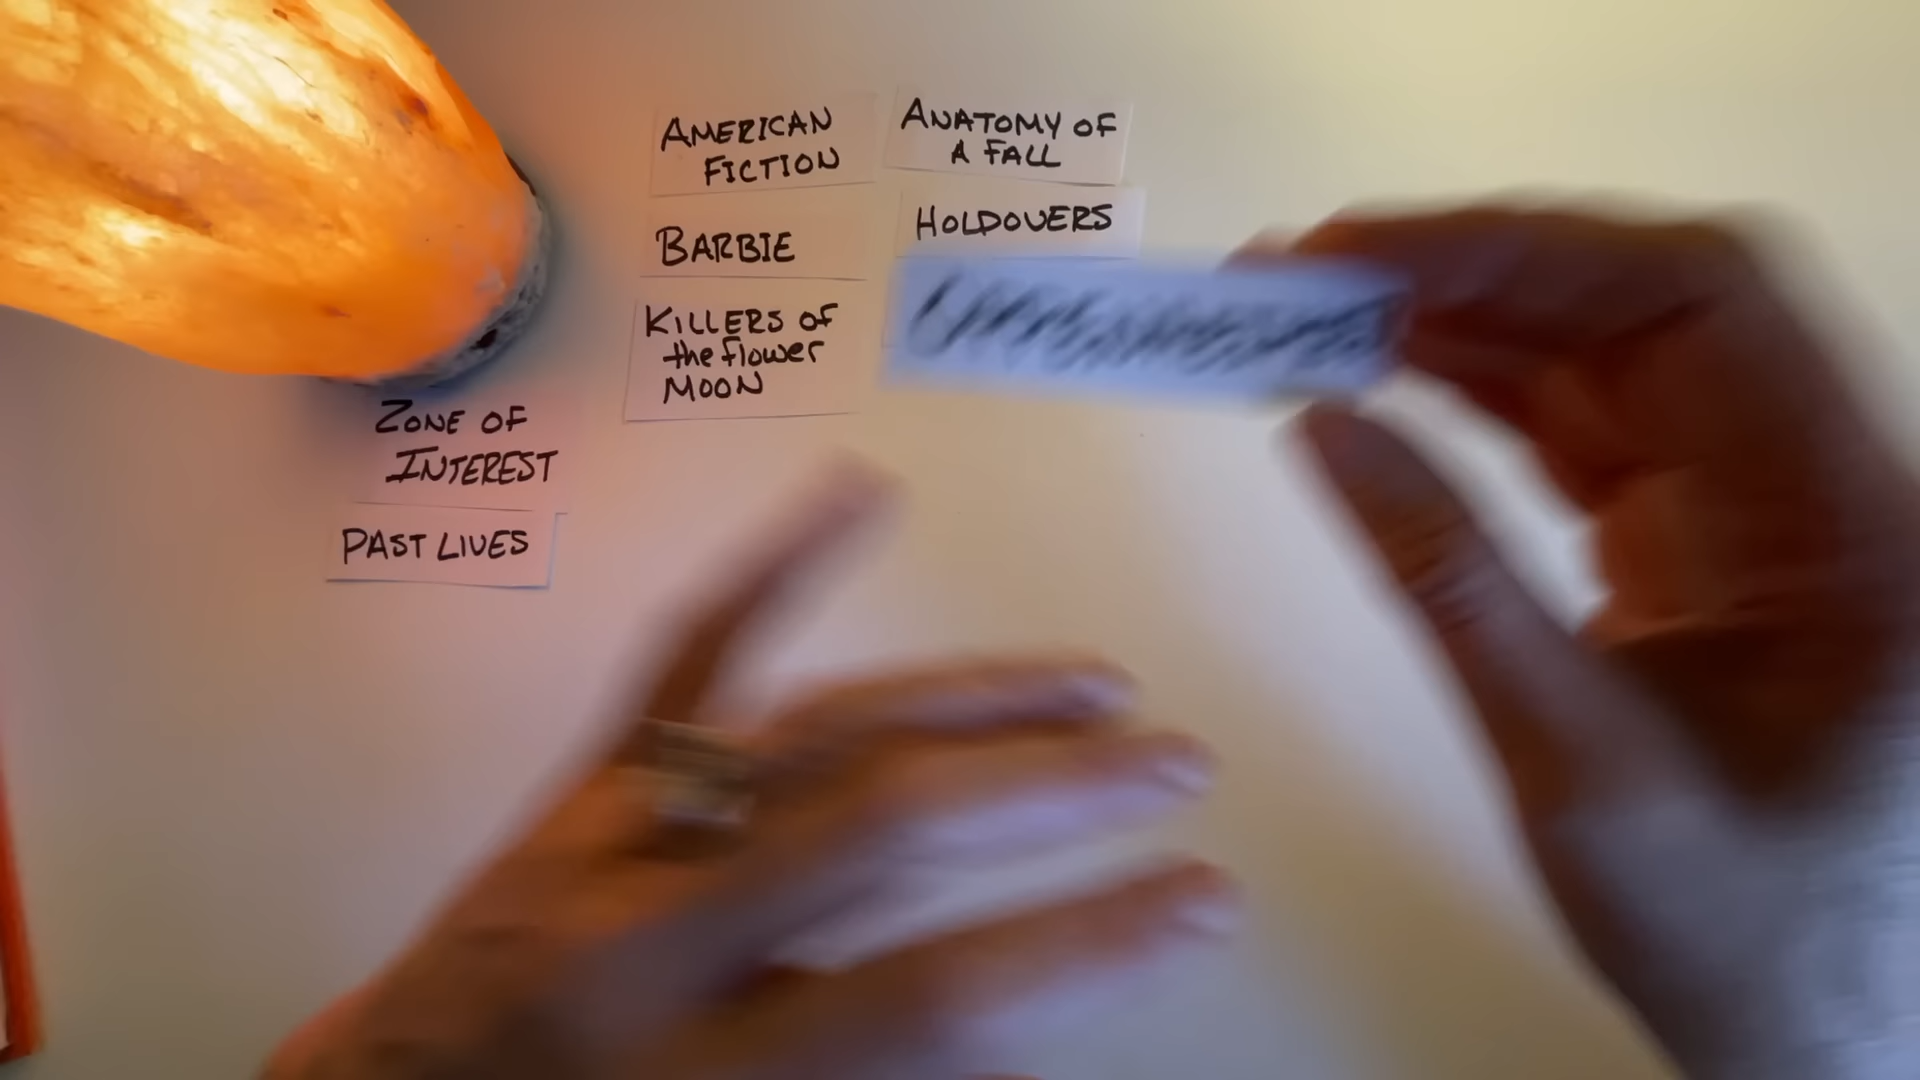 AMERICAN
FICTION
ANATOMY OF
A FALL
HOLDOVERS
BARBIE
KILLERS OF
the flower
MOON
ZONE OF
INTEREST
PAST LIVES